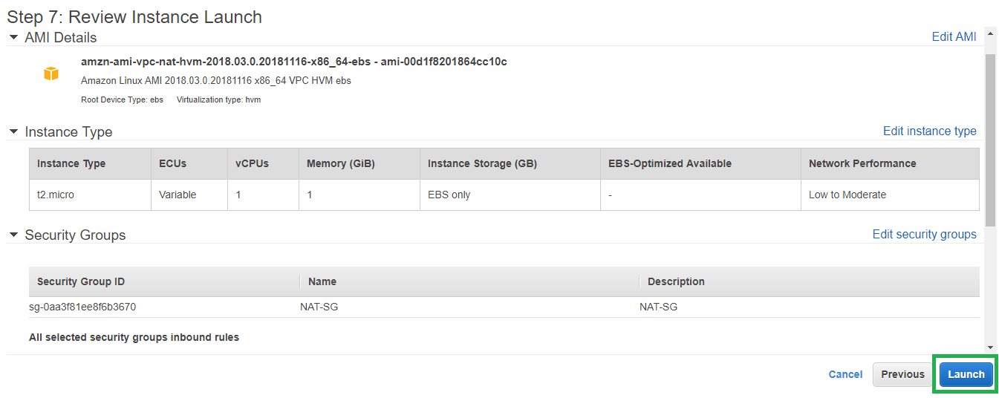 Step 7: Review Instance Launch
AMI Details Edit AMI
amzn-ami-vpc-nat-hvm-2018.03.0.20181116-x86_64-ebs - ami-00d1f8201864cc10c
Amazon Linux AMI 2018.03.0.20181116 x86_64 VPC HVM ebs
Root Device Type: ebs Virtualization type: hvm
Instance Type Edit instance type
Instance Type ECUs vCPUs Memory (GiB) Instance Storage (GB) EBS-Optimized Available Network Performance
t2.micro Variable 1 1 EBS only - Low to Moderate
Security Groups Edit security groups
Security Group ID Name Description
sg-0aa3f81ee8f6b3670 NAT-SG NAT-SG
All selected security groups inbound rules
Cancel Previous Launch